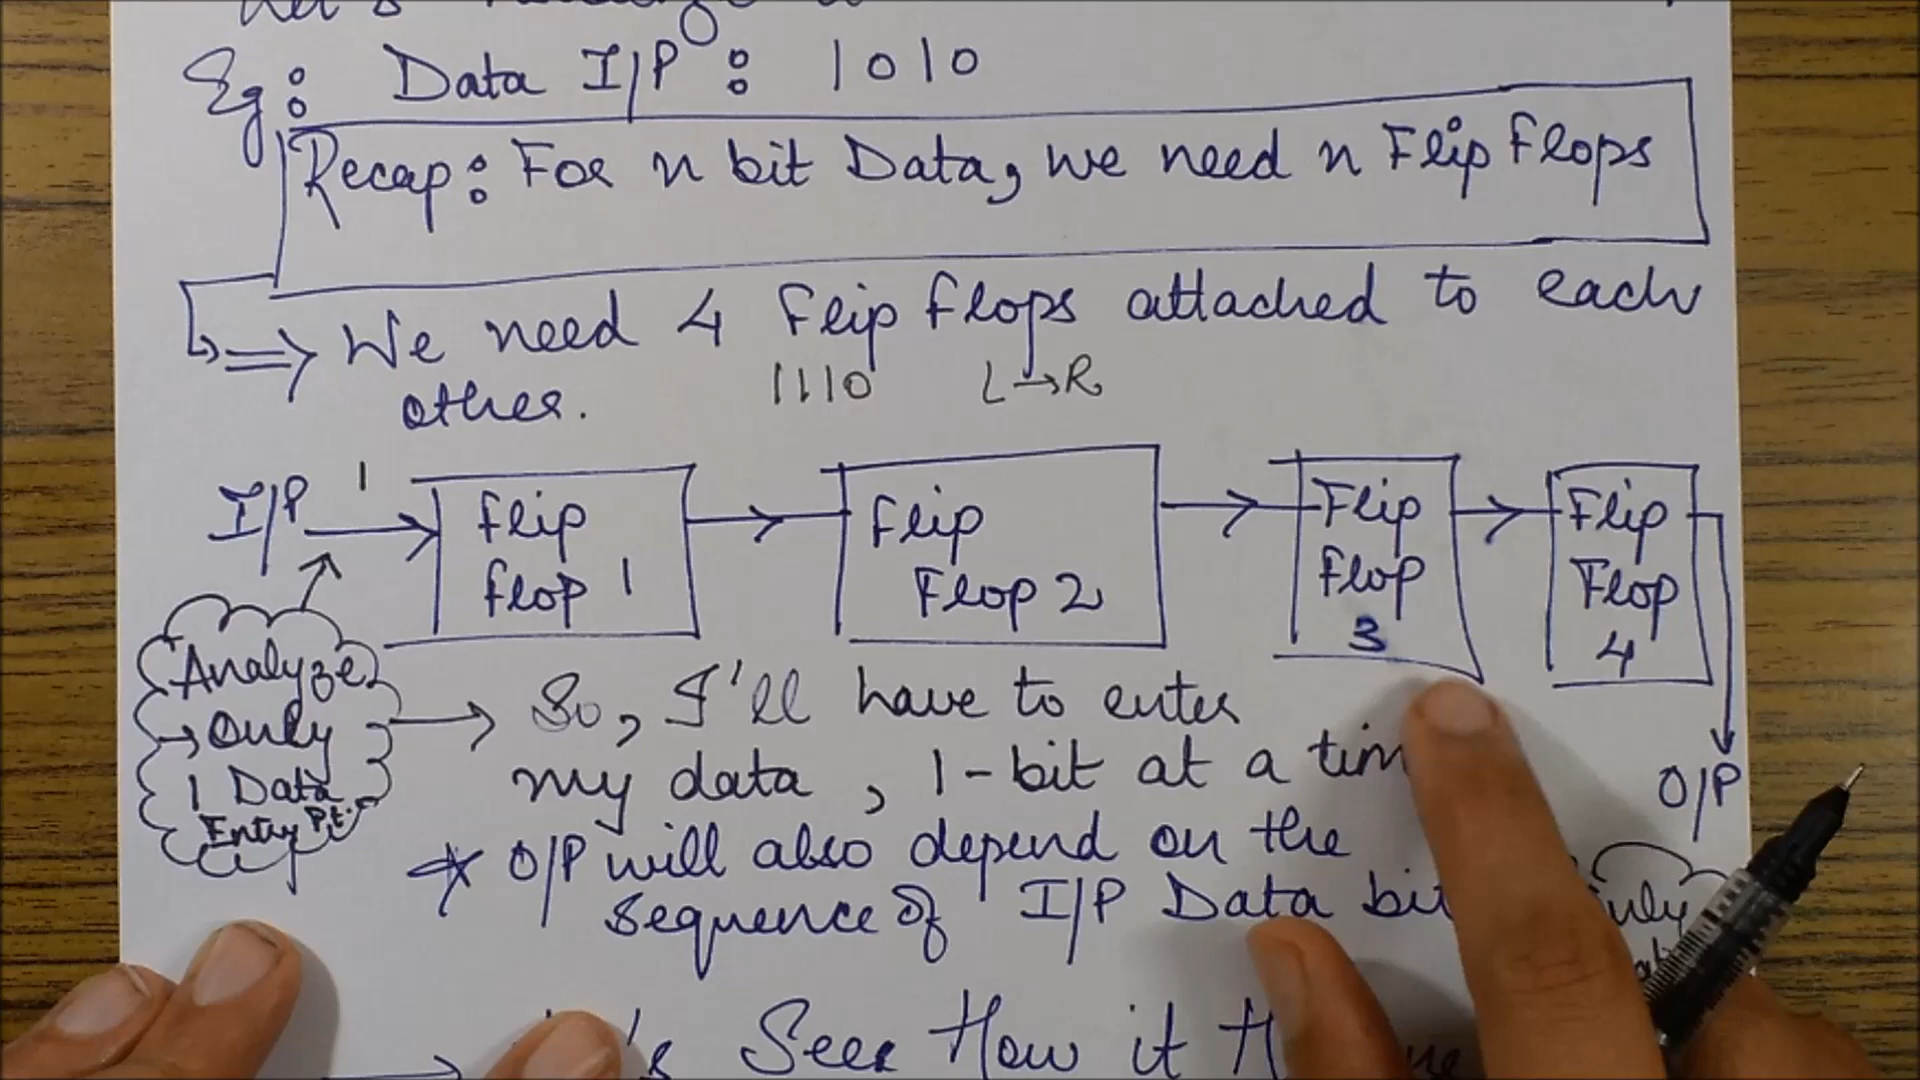 Eg: Data I/P: 1010
Recap: For n bit Data, we need n Flip Flops
⇒ We need 4 Flip Flops attached to each
other. 1110 L→R
I/P 1 Flip Flop 1 → Flip Flop 2 → Flip Flop 3 → Flip Flop 4
O/P
Analyze
→ Only
1 Data
Entry Pt.
→ So, I'll have to enter
my data, 1-bit at a tim
* O/P will also depend on the
sequence of I/P Data bit
See How it